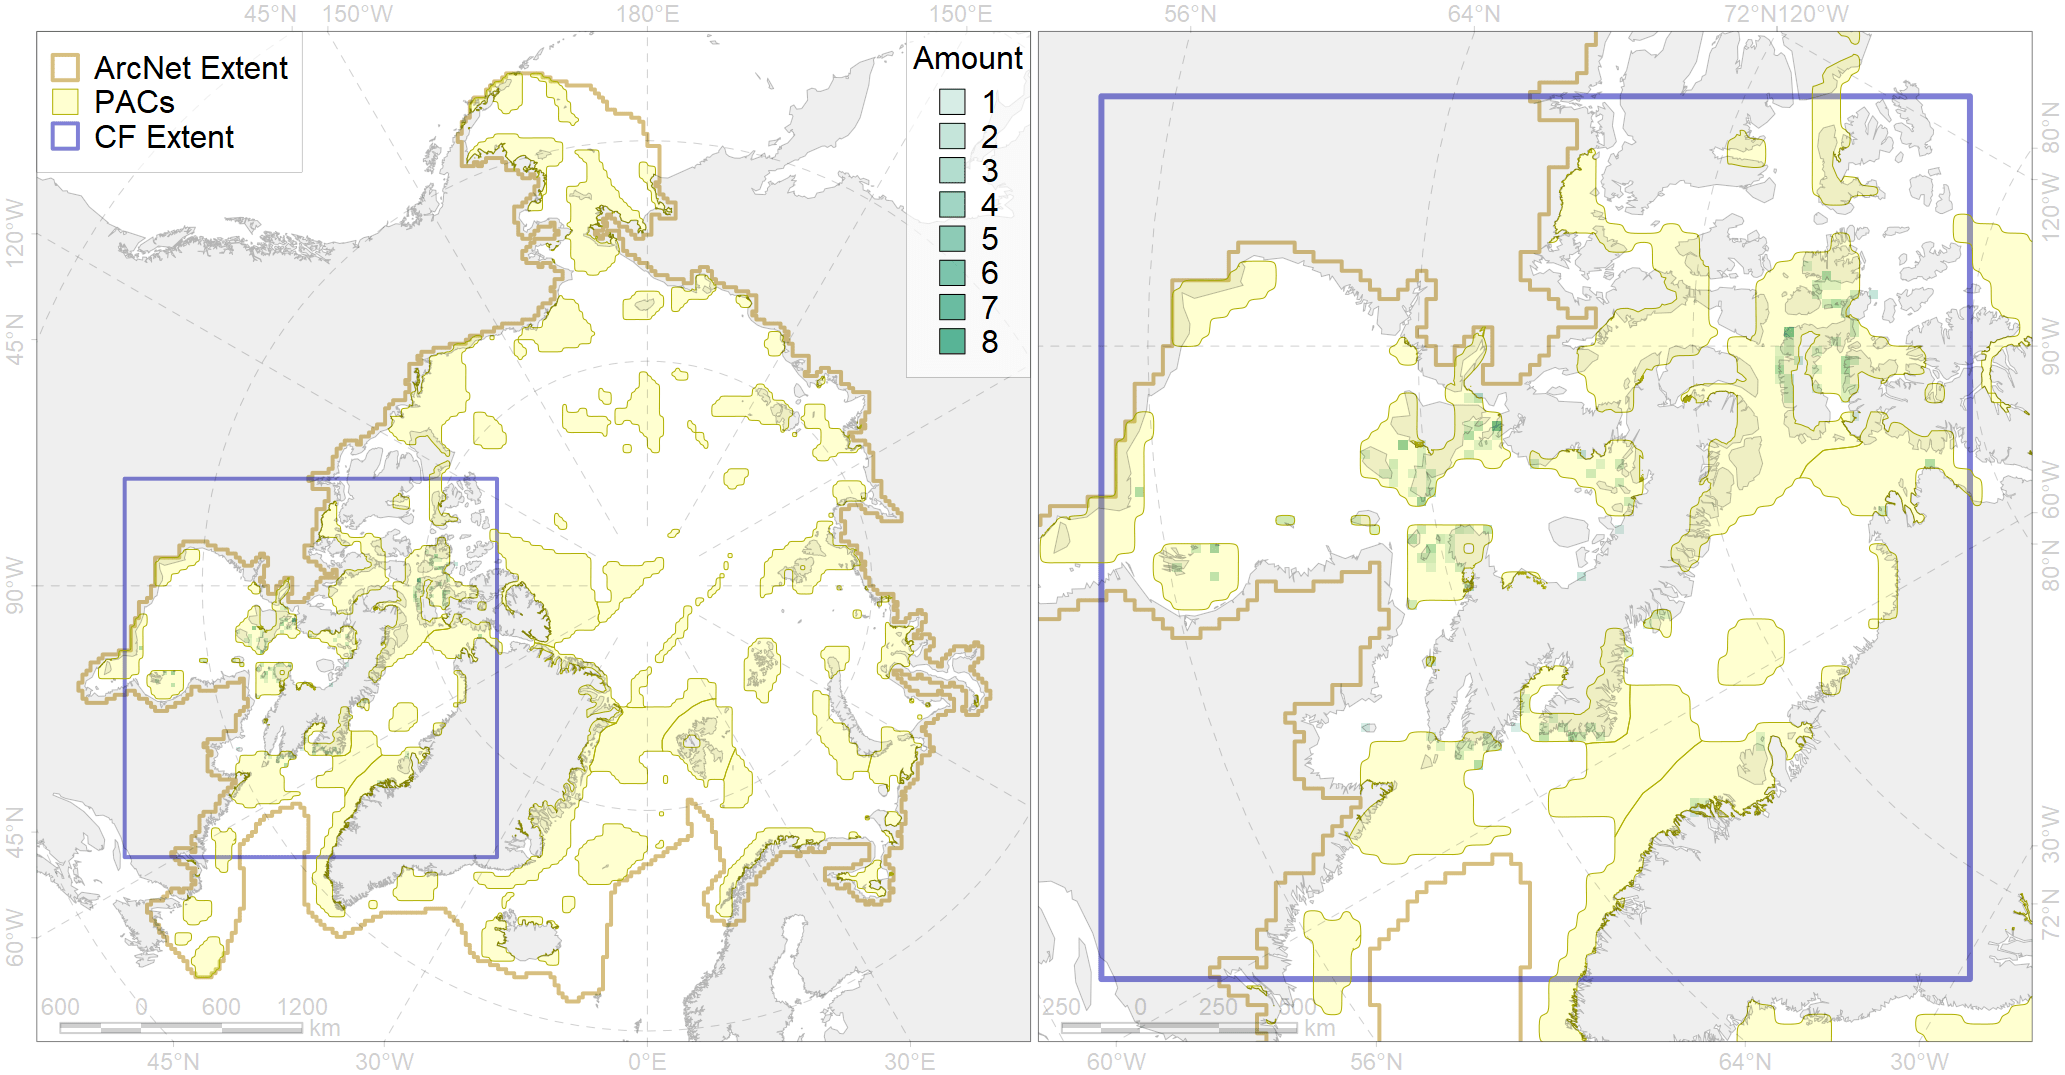 45°N 150°W 180°E 150°E 56°N 64°N 72°N 120°W
ArcNet Extent
PACs
CF Extent
Amount
1
2
3
4
5
6
7
8
120°W
45°N
90°W
45°N
60°W
80°N
120°W
90°W
60°W
80°N
30°W
72°N
600 0 600 1200
km
250 0 250 500
km
45°N 30°W 0°E 30°E 60°W 56°N 64°N 30°W